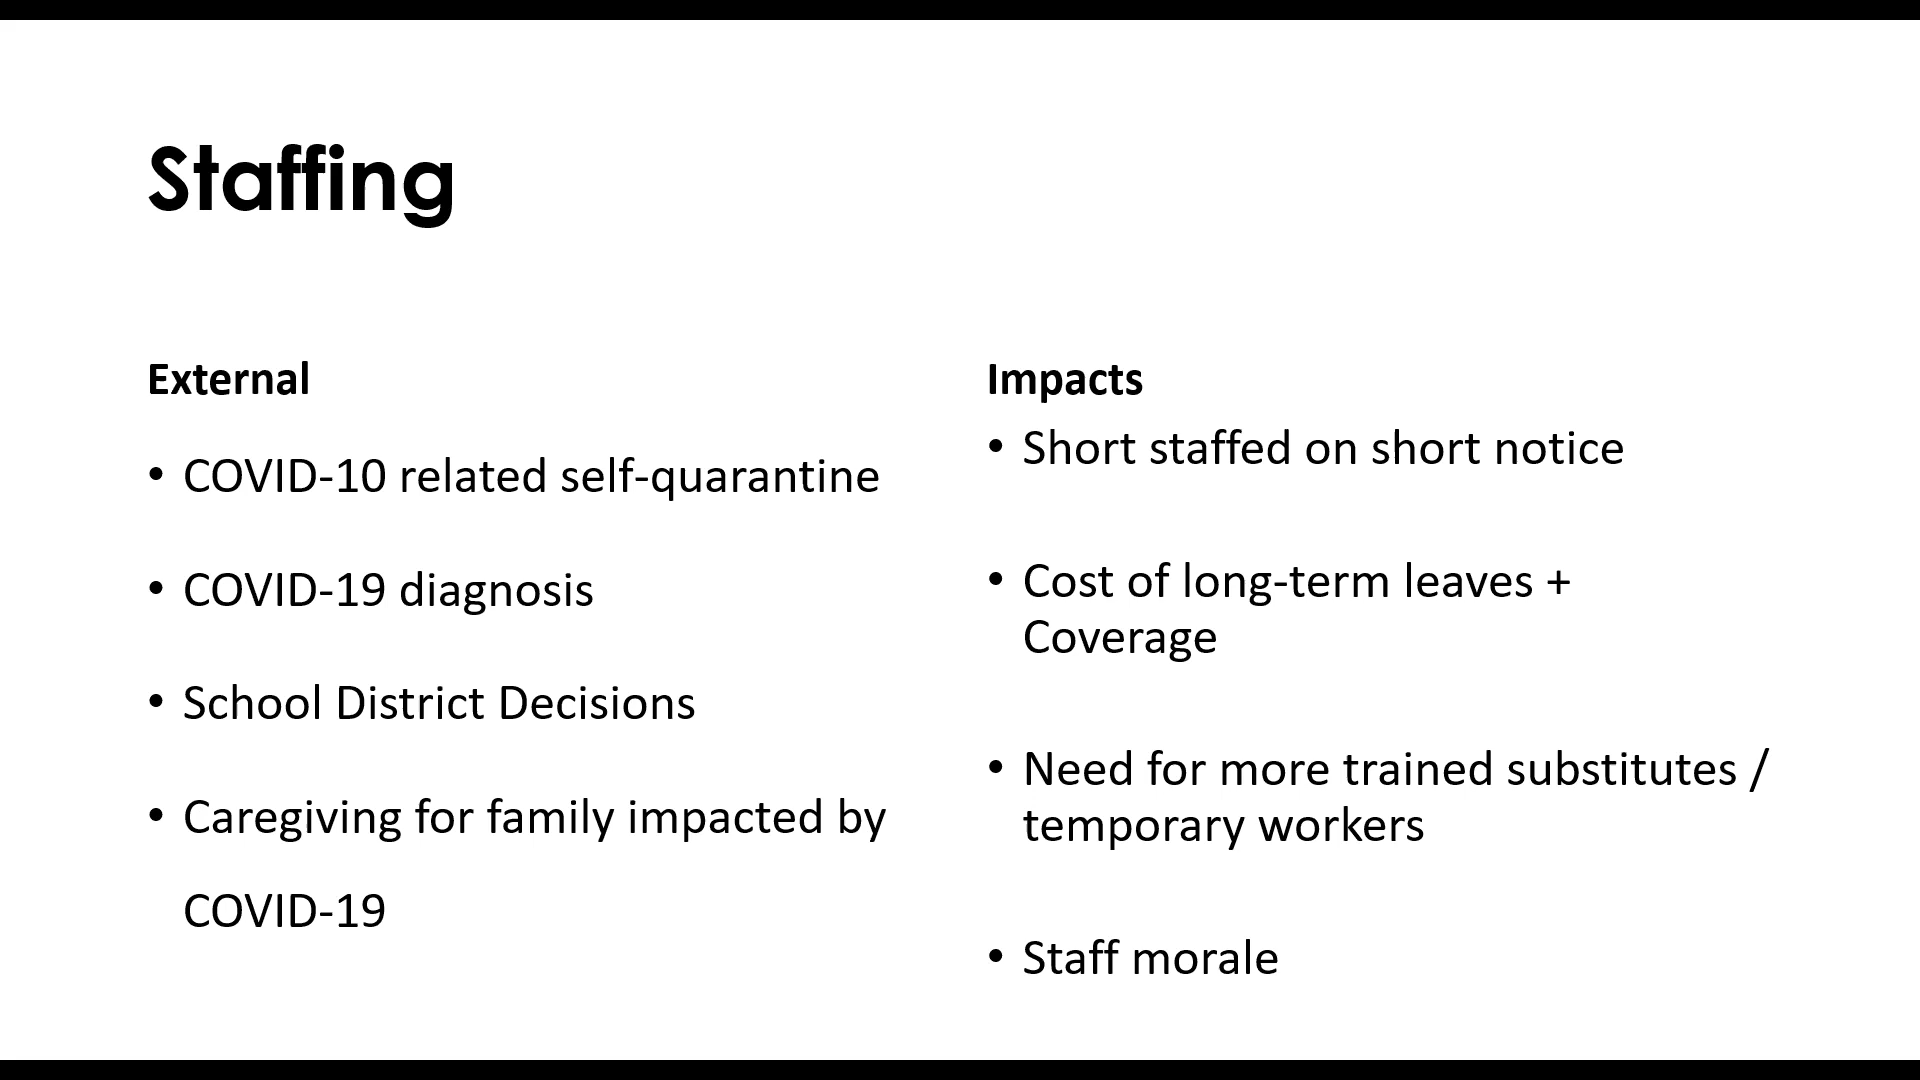 Staffing
External
• COVID-10 related self-quarantine
• COVID-19 diagnosis
• School District Decisions
• Caregiving for family impacted by
COVID-19
Impacts
• Short staffed on short notice
• Cost of long-term leaves +
Coverage
• Need for more trained substitutes /
temporary workers
• Staff morale